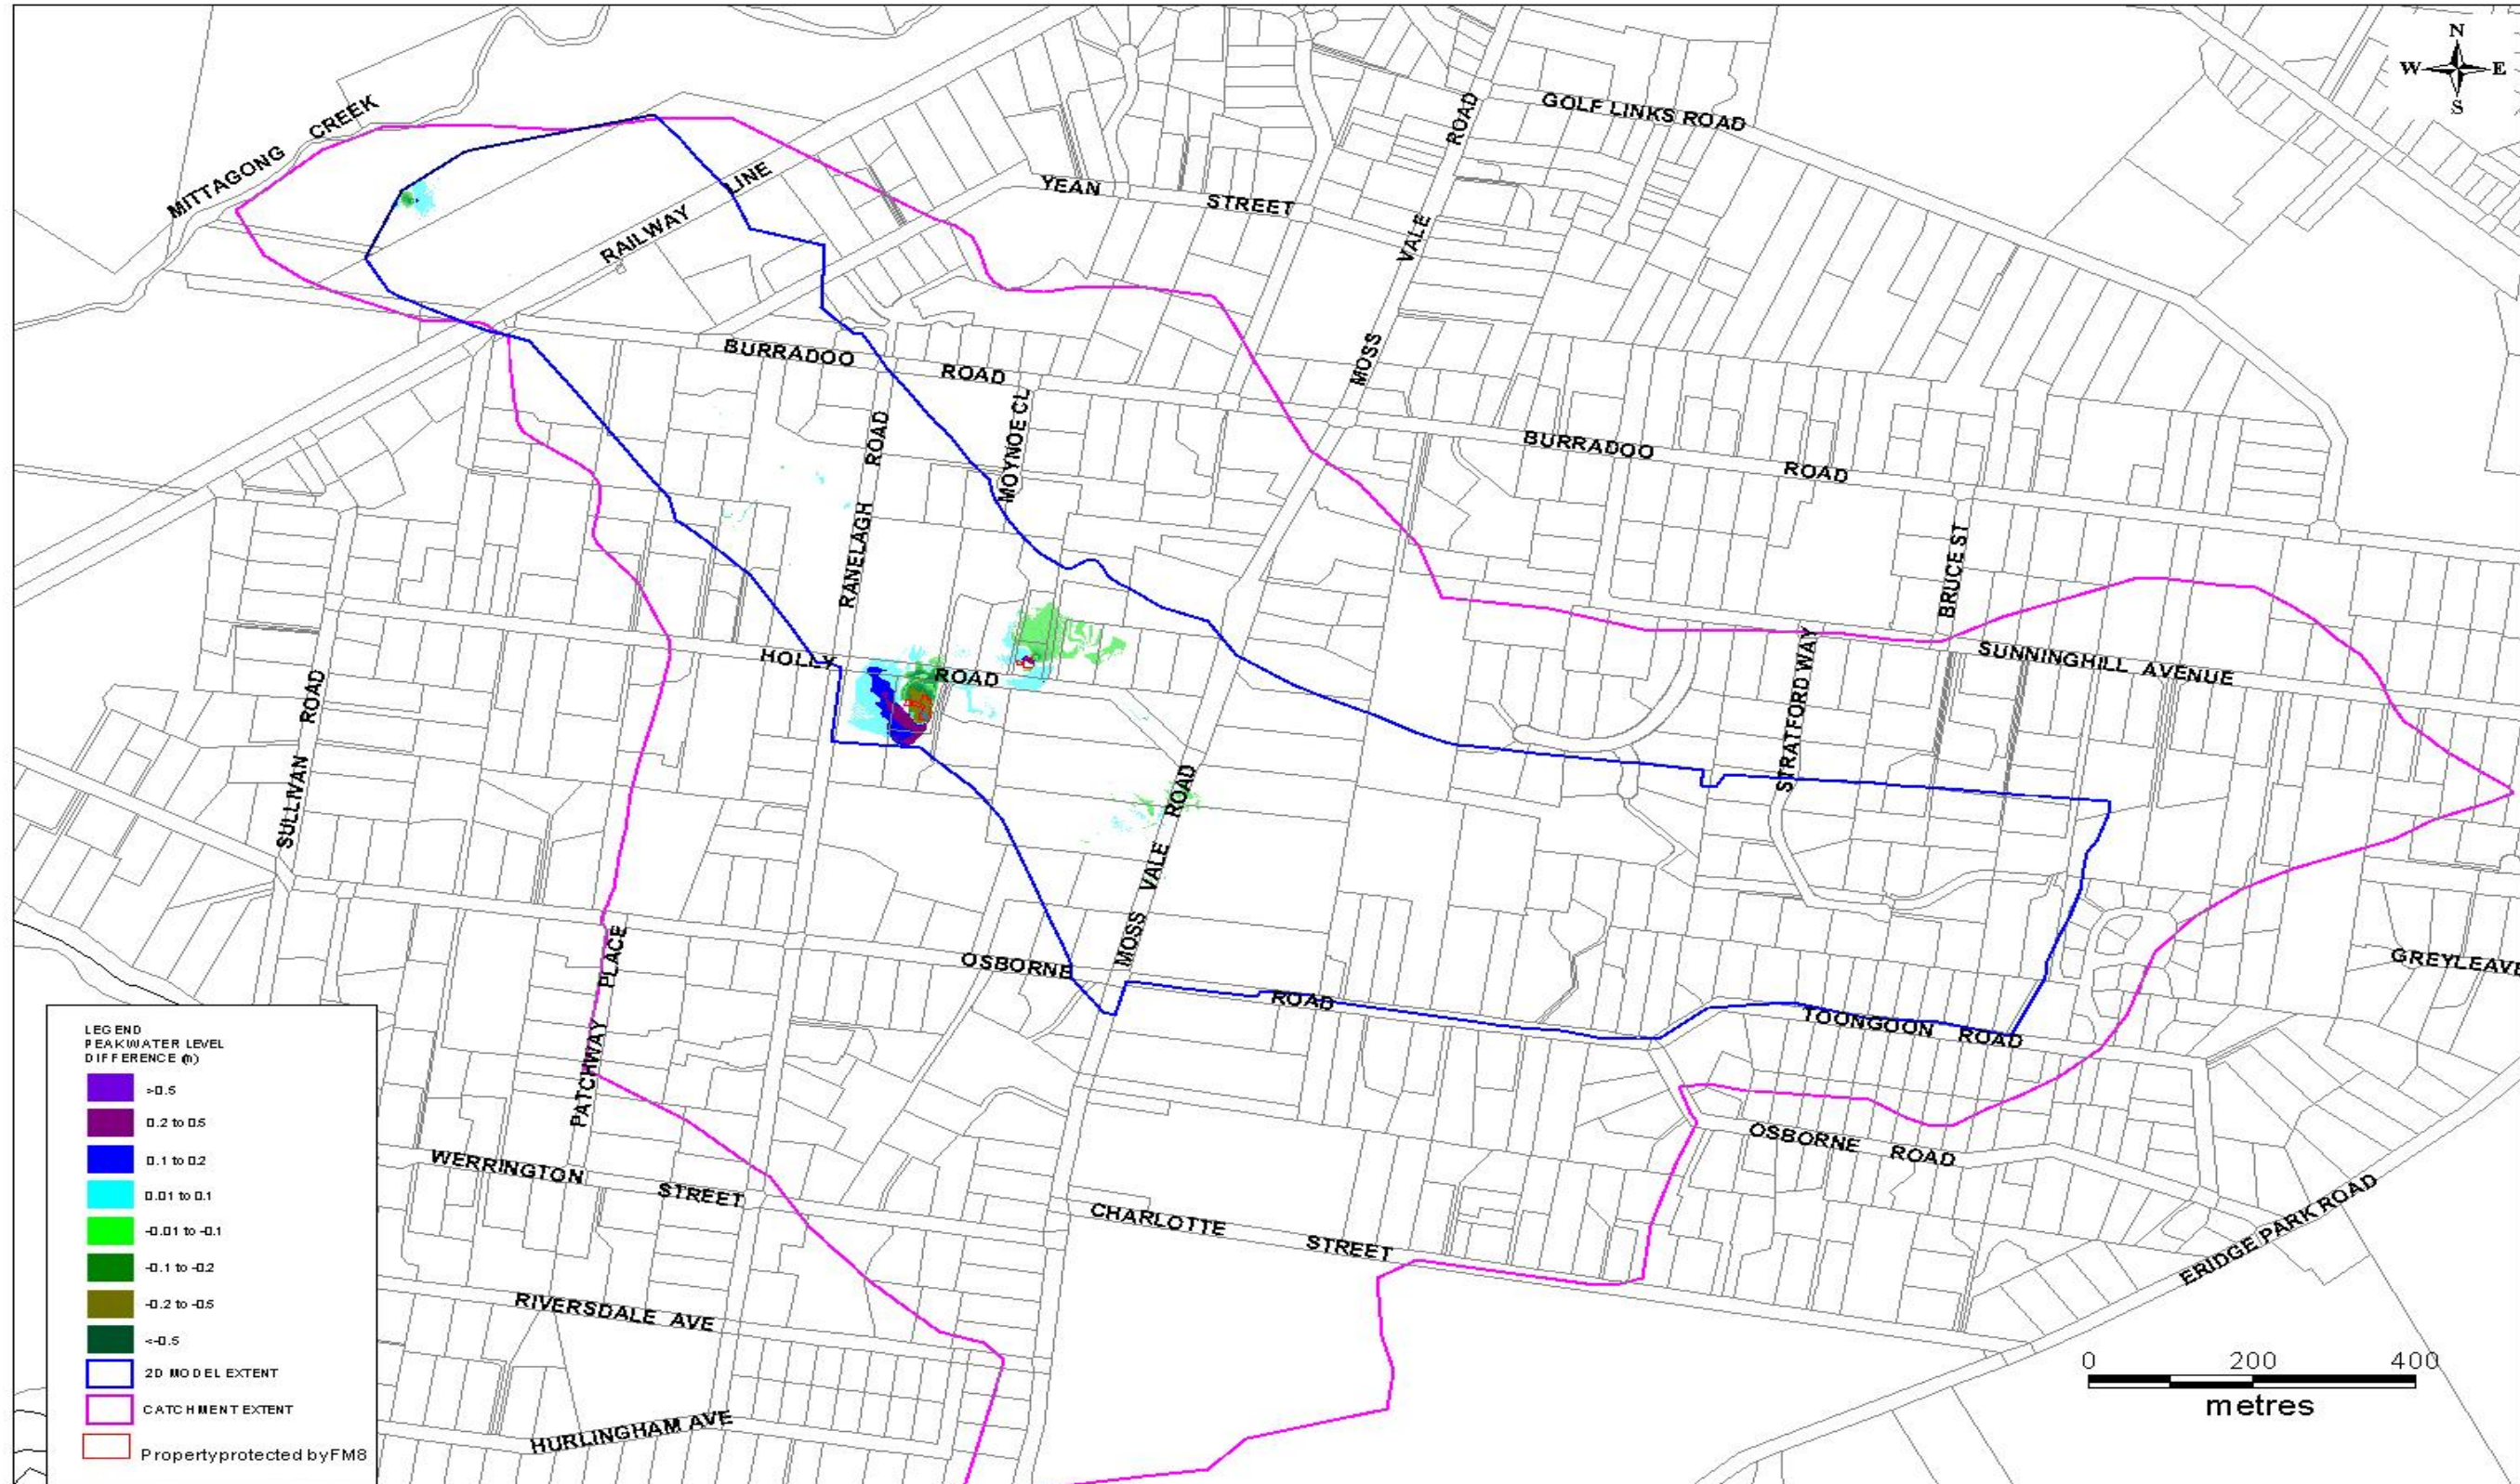 N
W E
S
GOLF LINKS ROAD
MITTAGONG CREEK
RAILWAY LINE
YEAN STREET
MOSS VALE ROAD
BURRADOO ROAD
MOYNOE CL
RANELAGH ROAD
BURRADOO ROAD
BRUCE ST
HOLLY ROAD
SUNNINGHILL AVENUE
STRATFORD WAY
SULLIVAN ROAD
MOSS VALE ROAD
PATCHWAY PLACE
OSBORNE ROAD
TOONGOON ROAD
GREYLEAVE
OSBORNE ROAD
WERRINGTON STREET
CHARLOTTE STREET
ERIDGE PARK ROAD
RIVERSDALE AVE
HURLINGHAM AVE
LEGEND
PEAK WATER LEVEL
DIFFERENCE (m)
>0.5
0.2 to 0.5
0.1 to 0.2
0.01 to 0.1
-0.01 to -0.1
-0.1 to -0.2
-0.2 to -0.5
<-0.5
2D MODEL EXTENT
CATCHMENT EXTENT
Property protected by FM8
0 200 400
metres